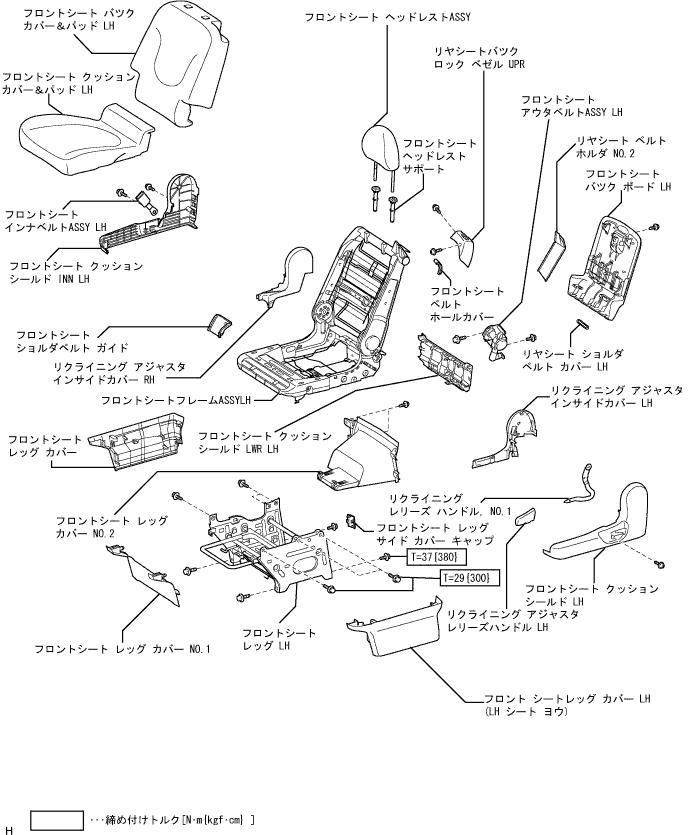 フロントシート バツク
カバー＆パッド LH
フロントシート ヘッドレストASSY
リヤシートバツク
ロック ベゼル UPR
フロントシート クッション
カバー＆パッド LH
フロントシート
アウタベルトASSY LH
フロントシート
ヘッドレスト
サポート
リヤシート ベルト
ホルダ NO.2
フロントシート
バツク ボード LH
フロントシート
インナベルトASSY LH
フロントシート クッション
シールド INN LH
フロントシート
ベルト
ホールカバー
フロントシート
ショルダベルト ガイド
リヤシート ショルダ
ベルト カバー LH
リクライニング アジャスタ
インサイドカバー RH
フロントシートフレームASSYLH
リクライニング アジャスタ
インサイドカバー LH
フロントシート
レッグ カバー
フロントシート クッション
シールド LWR LH
リクライニング
レリーズ ハンドル, NO.1
フロントシート レッグ
カバー NO.2
フロントシート レッグ
サイド カバー キャップ
T=37{380}
T=29{300}
フロントシート クッション
シールド LH
リクライニング アジャスタ
レリーズハンドル LH
フロントシート
レッグ LH
フロントシート レッグ カバー NO.1
フロント シートレッグ カバー LH
(LH シート ヨウ)
･･･締め付けトルク[N･m{kgf･cm} ]
H